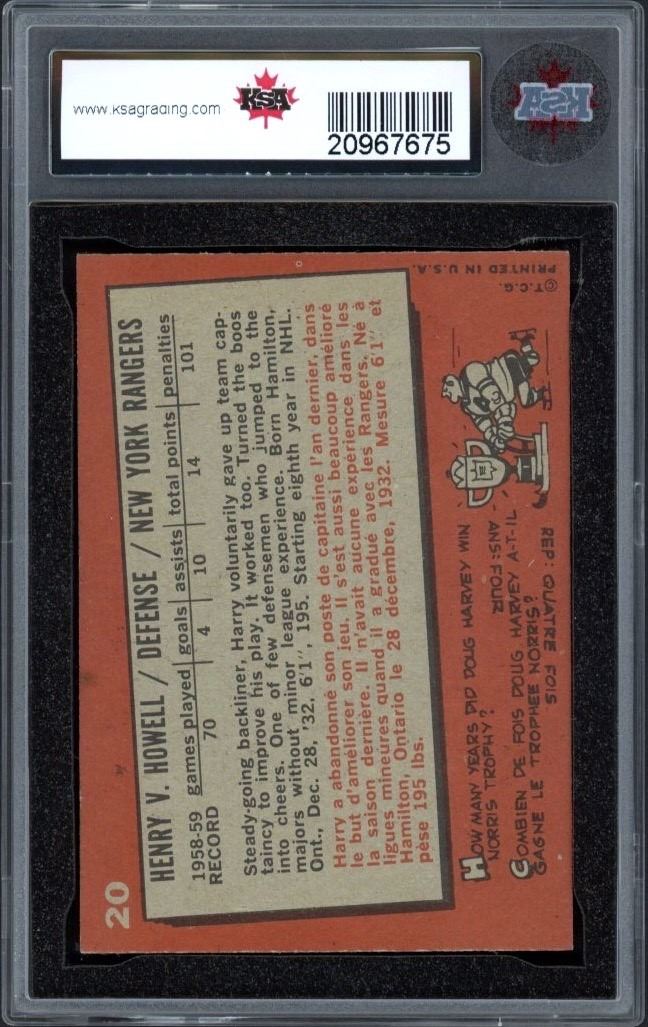 www.ksagrading.com
KSA
20967675
KSA
20
HENRY V. HOWELL / DEFENSE / NEW YORK RANGERS
1958-59 games played goals assists total points penalties
RECORD 70 4 10 14 101
Steady-going backliner, Harry voluntarily gave up team cap-
taincy to improve his play. It worked too. Turned the boos
into cheers. One of few defensemen who jumped to the
majors without minor league experience. Born Hamilton,
Ont., Dec. 28, '32, 6'1", 195. Starting eighth year in NHL.
Harry a abandonné son poste de capitaine l'an dernier, dans
le but d'améliorer son jeu. Il s'est aussi beaucoup amélioré
la saison dernière. Il n'avait aucune expérience dans les
ligues mineures quand il a gradué avec les Rangers. Né à
Hamilton, Ontario le 28 décembre, 1932. Mesure 6'1" et
pèse 195 lbs.
HOW MANY YEARS DID DOUG HARVEY WIN
NORRIS TROPHY?
- ANS: FOUR
COMBIEN DE FOIS DOUG HARVEY A-T-IL
GAGNE LE TROPHEE NORRIS?
REP: QUATRE FOIS
© T.C.G.
PRINTED IN U.S.A.